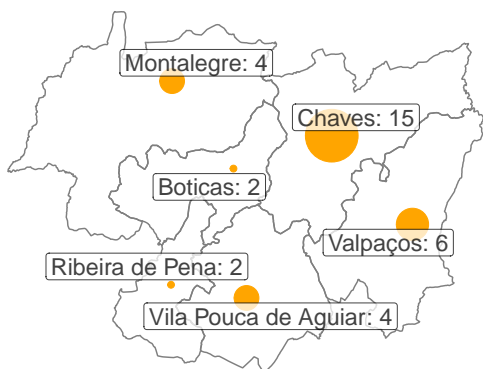 Montalegre: 4
Chaves: 15
Boticas: 2
Valpaços: 6
Ribeira de Pena: 2
Vila Pouca de Aguiar: 4